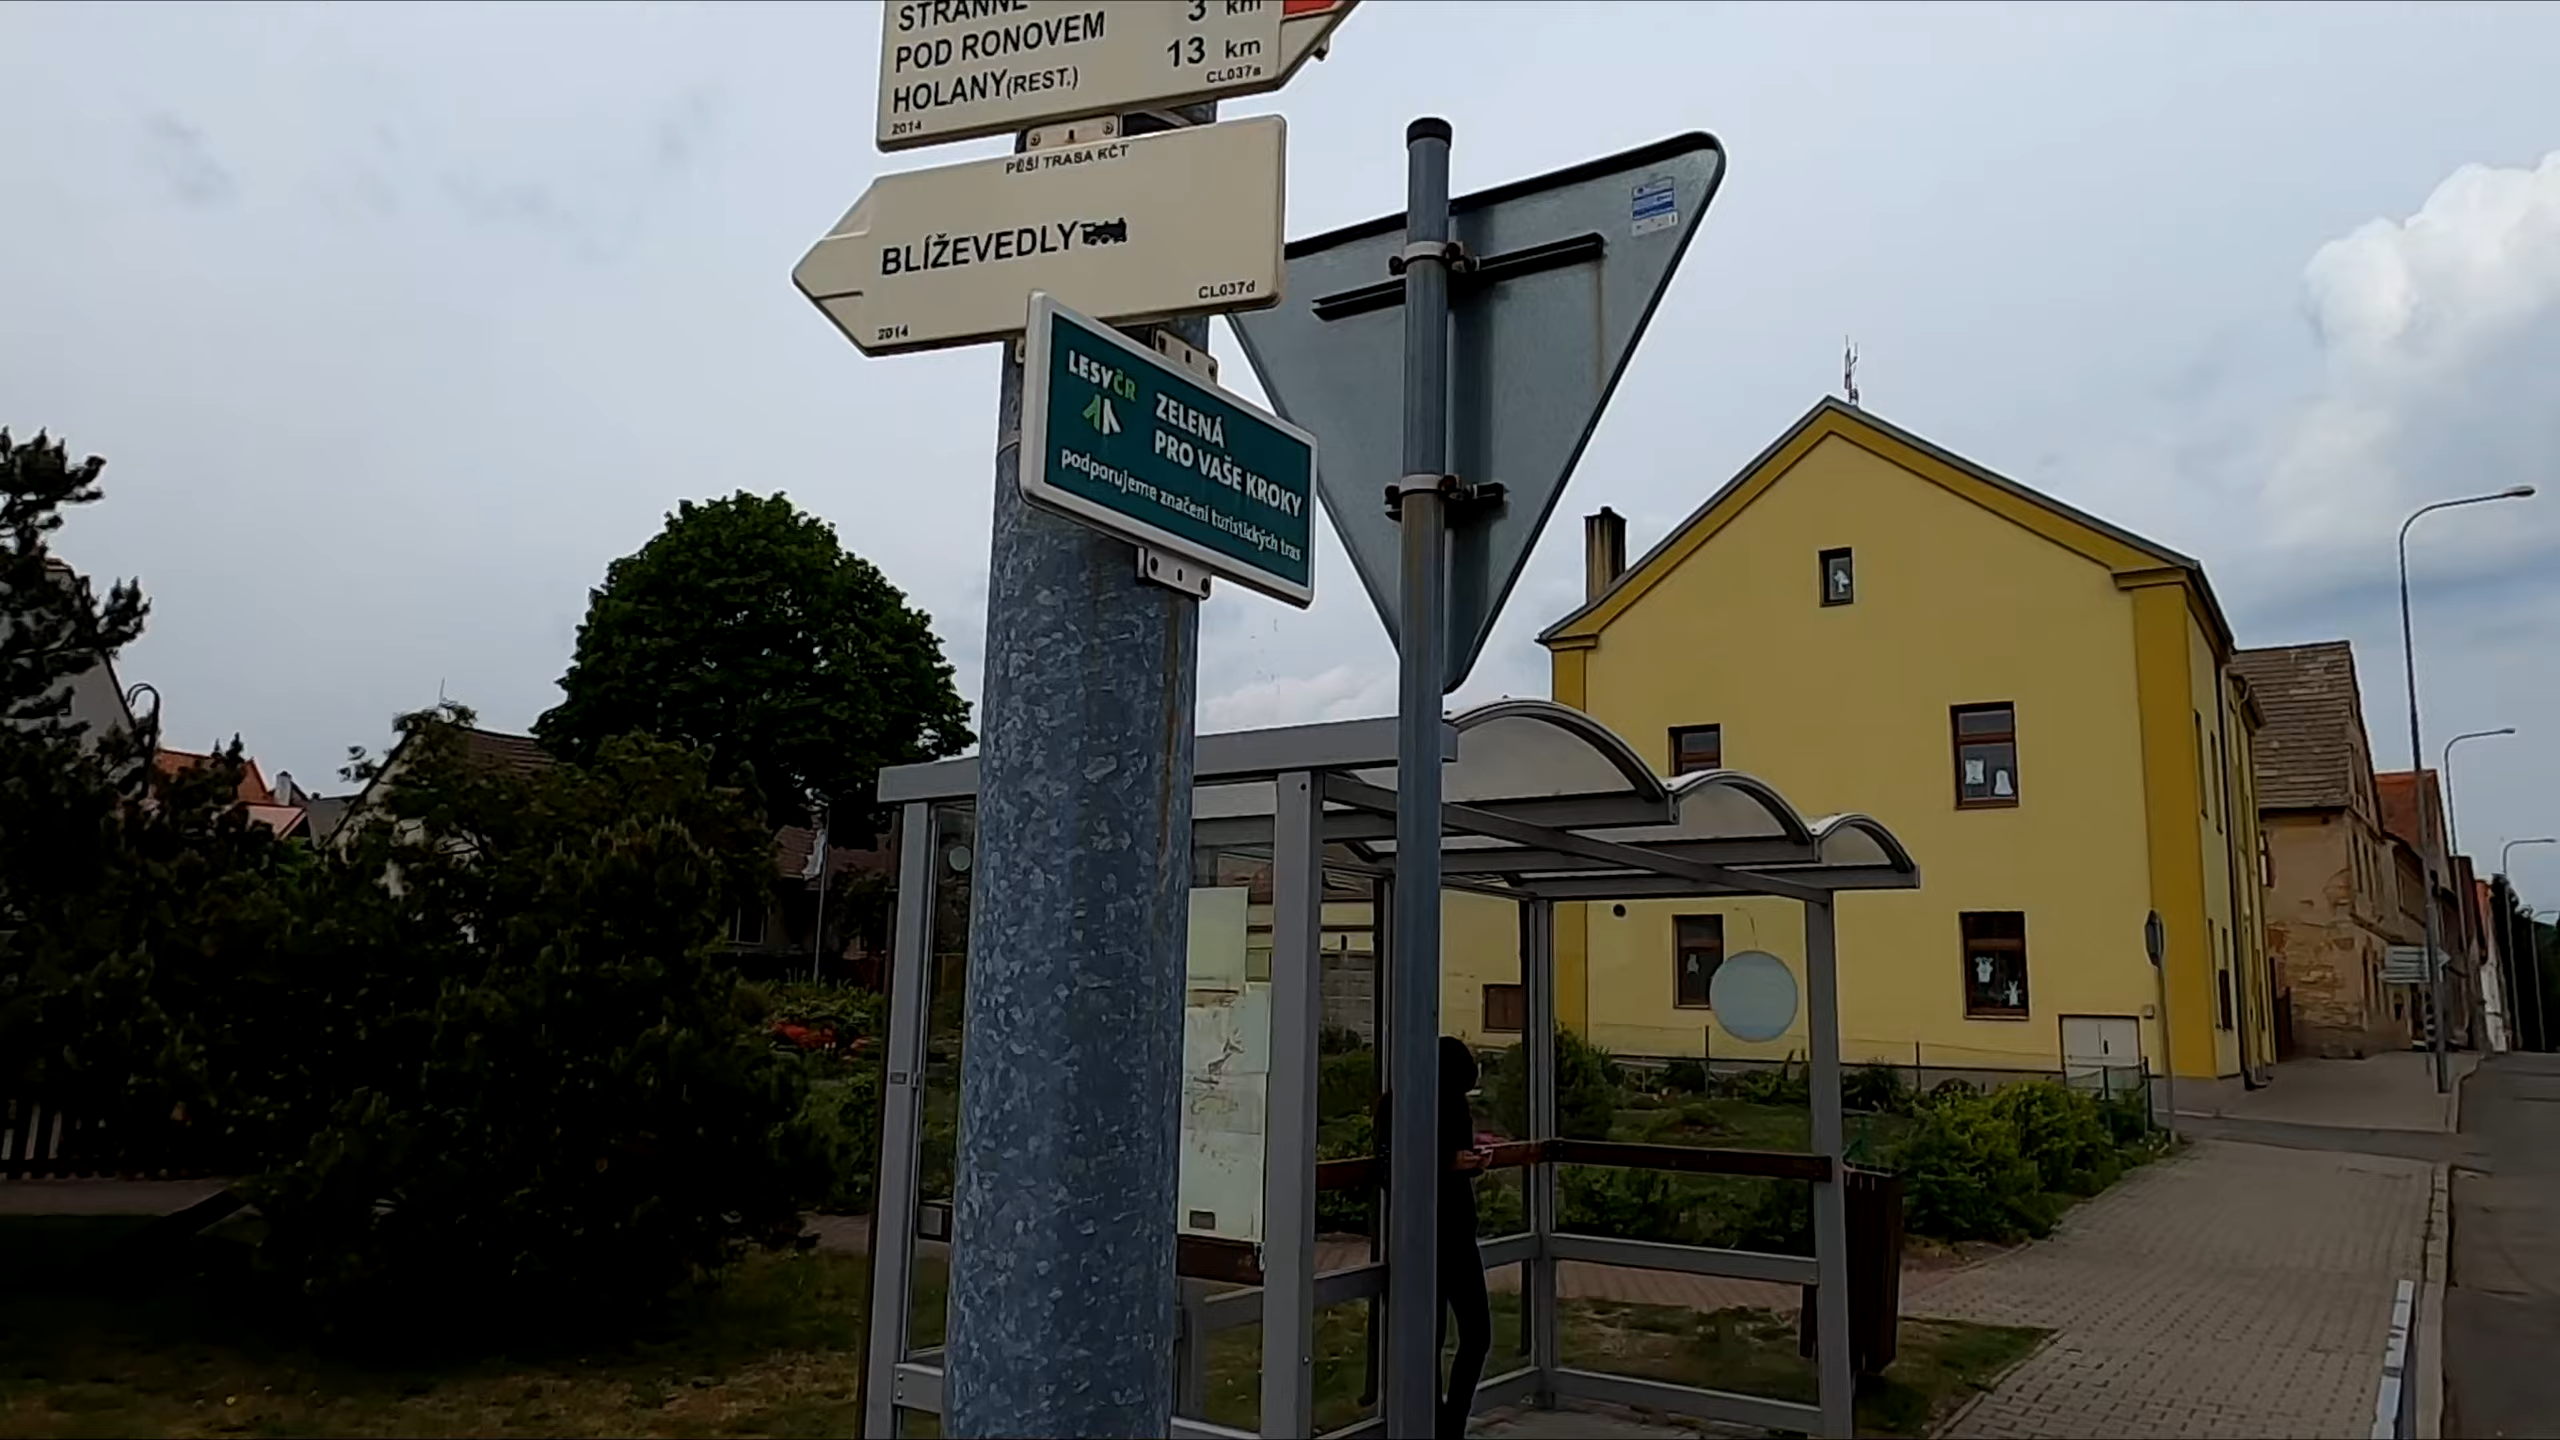 STRANNÉ 3 km
POD RONOVEM
HOLANY(REST.) 13 km
CL037a
2014
PĚŠÍ TRASA KČT
BLÍŽEVEDLY
CL037d
2014
LESY ČR
ZELENÁ
PRO VAŠE KROKY
podporujeme značení turistických tras